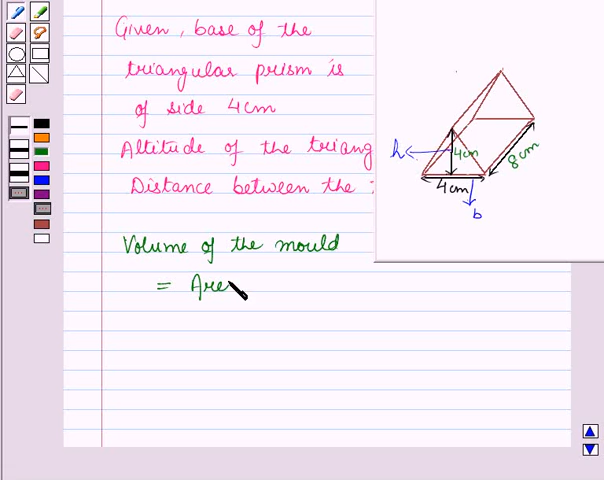 Given, base of the
triangular prism is
of side 4cm
Altitude of the triang
Distance between the
Volume of the mould
= Are
h
4cm
8cm
4cm
b